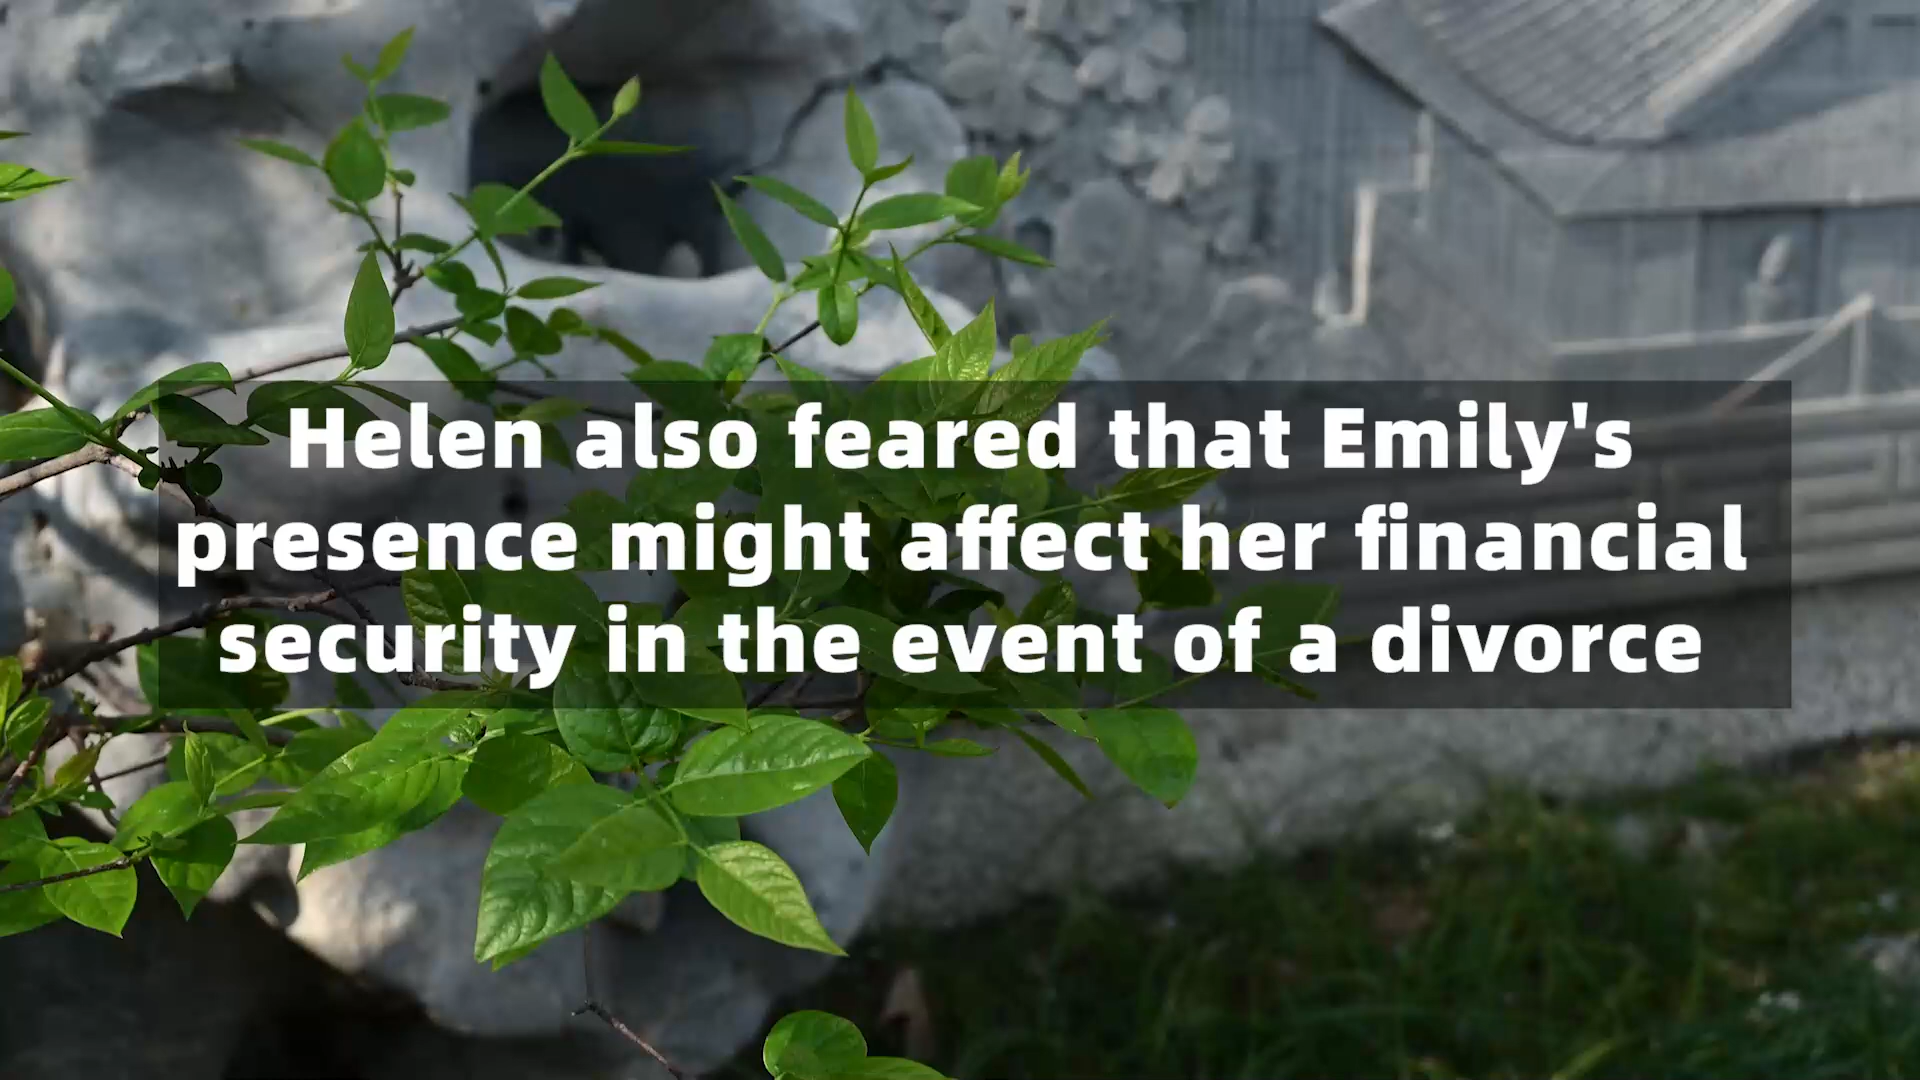 Helen also feared that Emily's
presence might affect her financial
security in the event of a divorce